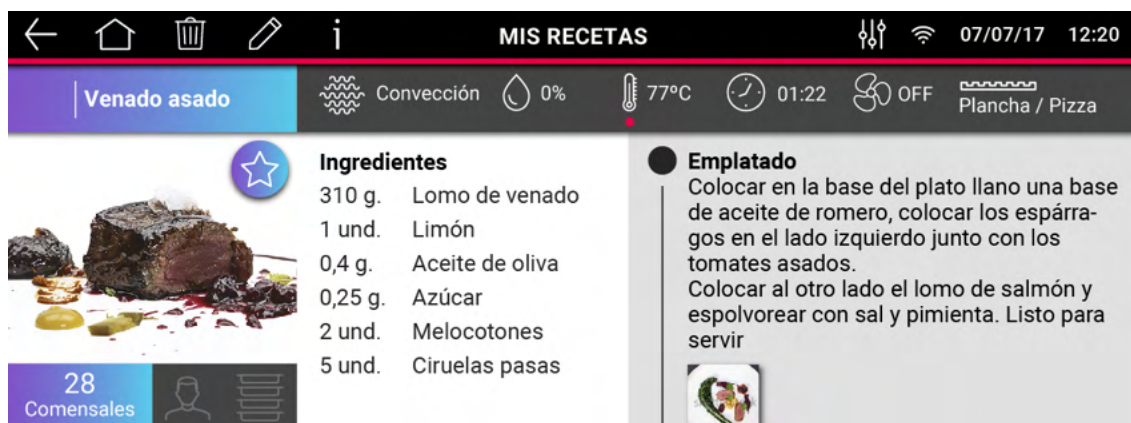 MIS RECETAS
07/07/17 12:20
Venado asado
Convección
0%
77ºC
01:22
OFF
Plancha / Pizza
Ingredientes
310 g. Lomo de venado
1 und. Limón
0,4 g. Aceite de oliva
0,25 g. Azúcar
2 und. Melocotones
5 und. Ciruelas pasas
28
Comensales
Emplatado
Colocar en la base del plato llano una base
de aceite de romero, colocar los espárra-
gos en el lado izquierdo junto con los
tomates asados.
Colocar al otro lado el lomo de salmón y
espolvorear con sal y pimienta. Listo para
servir